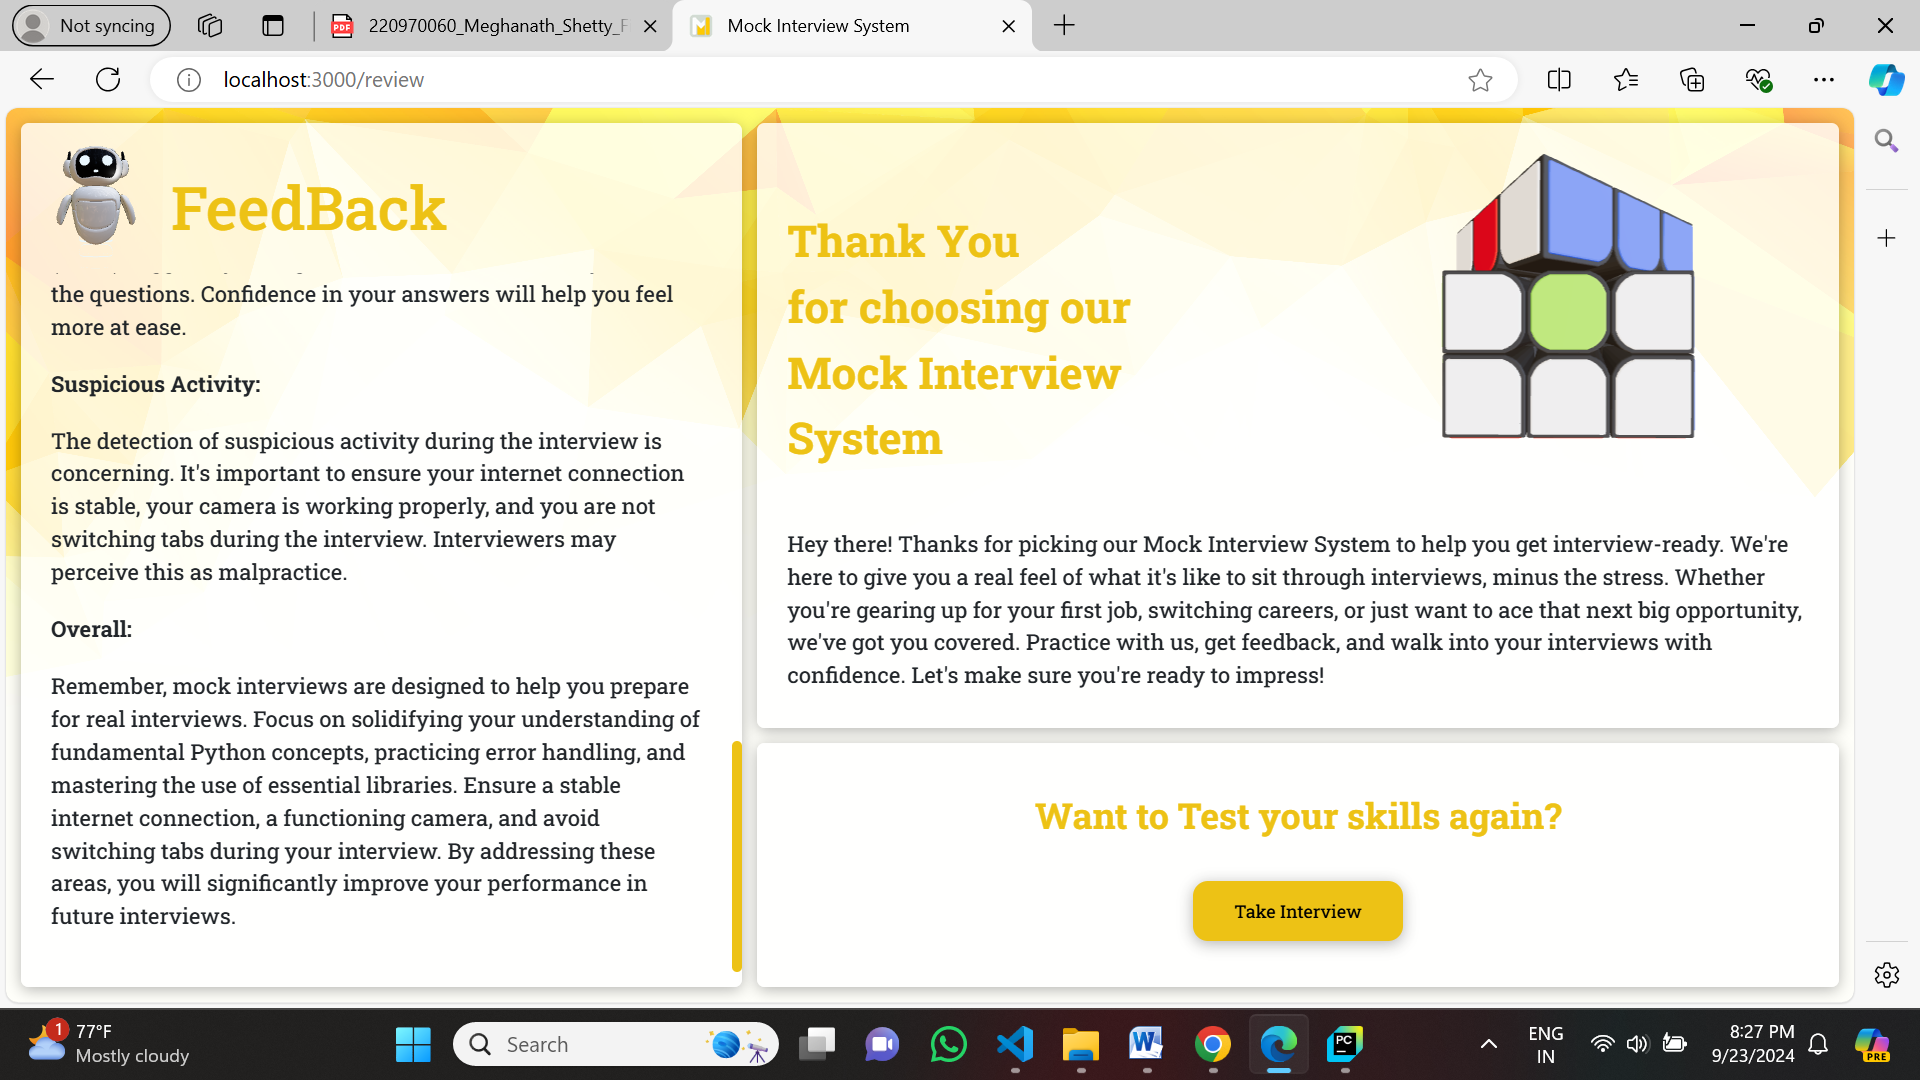 Not syncing
220970060_Meghanath_Shetty_F
Mock Interview System
localhost:3000/review
FeedBack
the questions. Confidence in your answers will help you feel
more at ease.
Suspicious Activity:
The detection of suspicious activity during the interview is
concerning. It's important to ensure your internet connection
is stable, your camera is working properly, and you are not
switching tabs during the interview. Interviewers may
perceive this as malpractice.
Overall:
Remember, mock interviews are designed to help you prepare
for real interviews. Focus on solidifying your understanding of
fundamental Python concepts, practicing error handling, and
mastering the use of essential libraries. Ensure a stable
internet connection, a functioning camera, and avoid
switching tabs during your interview. By addressing these
areas, you will significantly improve your performance in
future interviews.
Thank You
for choosing our
Mock Interview
System
Hey there! Thanks for picking our Mock Interview System to help you get interview-ready. We're
here to give you a real feel of what it's like to sit through interviews, minus the stress. Whether
you're gearing up for your first job, switching careers, or just want to ace that next big opportunity,
we've got you covered. Practice with us, get feedback, and walk into your interviews with
confidence. Let's make sure you're ready to impress!
Want to Test your skills again?
Take Interview
1
77°F
Mostly cloudy
Search
PC
ENG
IN
8:27 PM
9/23/2024
PRE